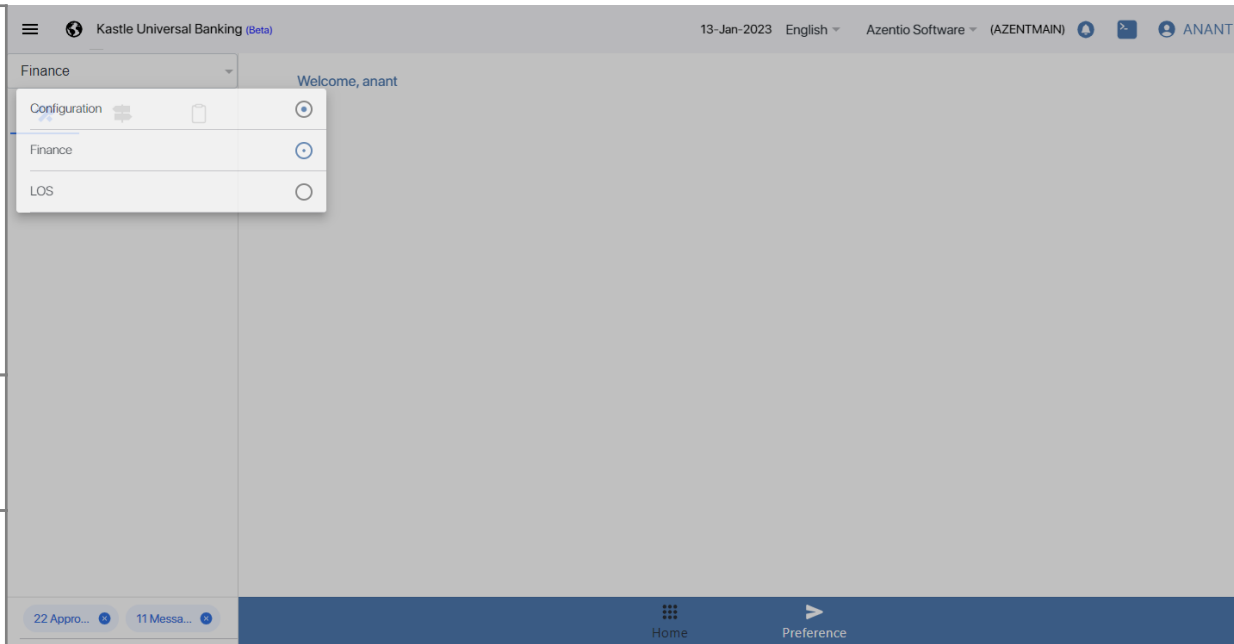 Kastle Universal Banking (Beta)
13-Jan-2023 English Azentio Software (AZENTMAIN) ANANT
Finance
Welcome, anant
Configuration
Finance
LOS
22 Appro... 11 Messa...
Home Preference